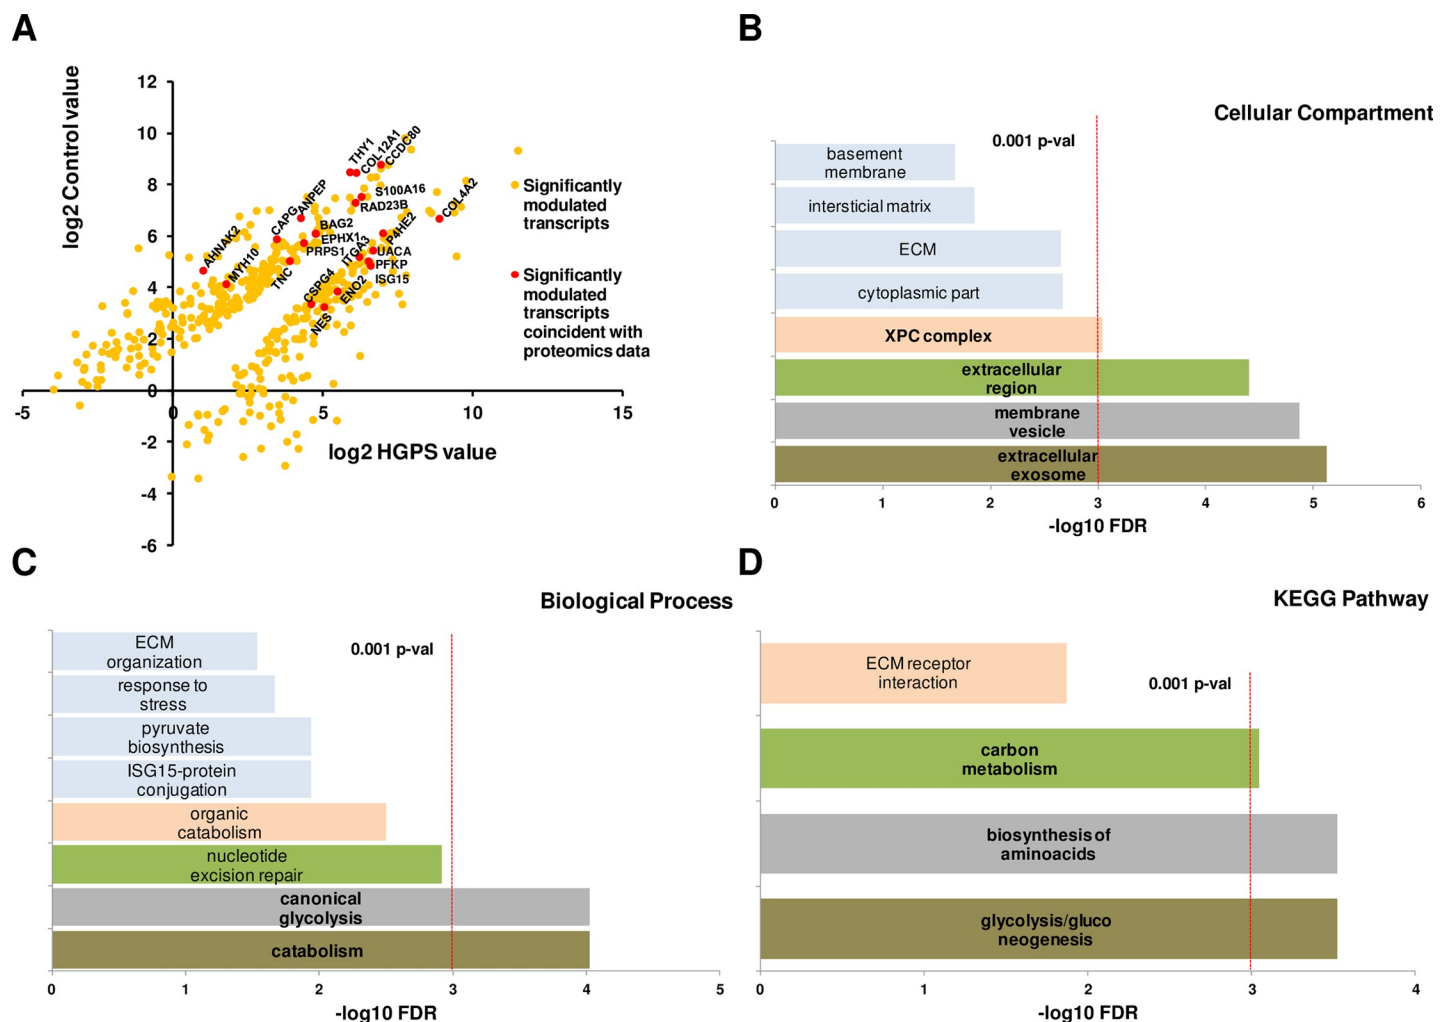 A
log2 Control value
12
10
8
6
4
2
0
-2
-4
-6
-5
0
5
10
15
log2 HGPS value
THY1
COL12A1
CCDC80
S100A16
RAD23B
COL4A2
ANPEP
CAPG
BAG2
EPHX1
PRPS1
P4HE2
ITGA3
UACA
PFKP
ISG15
AHNAK2
MYH10
TNC
CSPG4
ENO2
NES
Significantly
modulated
transcripts
Significantly
modulated
transcripts
coincident with
proteomics data
B
Cellular Compartment
0.001 p-val
basement
membrane
intersticial matrix
ECM
cytoplasmic part
XPC complex
extracellular
region
membrane
vesicle
extracellular
exosome
0
1
2
3
4
5
6
-log10 FDR
C
Biological Process
0.001 p-val
ECM
organization
response to
stress
pyruvate
biosynthesis
ISG15-protein
conjugation
organic
catabolism
nucleotide
excision repair
canonical
glycolysis
catabolism
0
1
2
3
4
5
-log10 FDR
D
KEGG Pathway
0.001 p-val
ECM receptor
interaction
carbon
metabolism
biosynthesis of
aminoacids
glycolysis/gluco
neogenesis
0
1
2
3
4
-log10 FDR